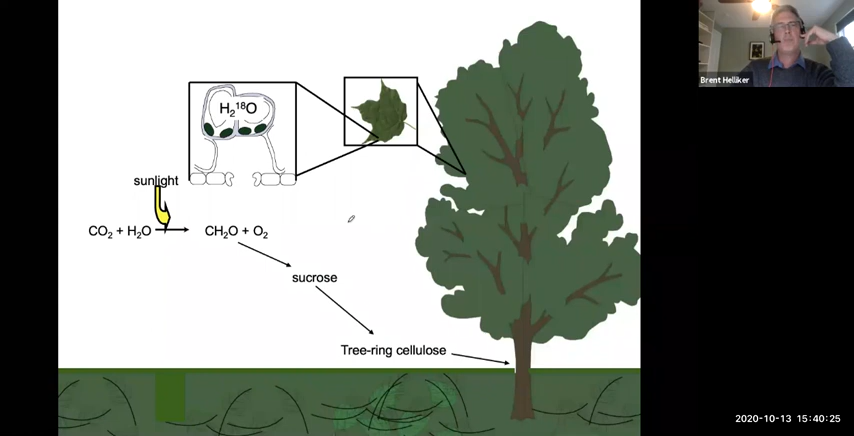 Brent Helliker
H₂¹⁸O
sunlight
CO₂ + H₂O
CH₂O + O₂
sucrose
Tree-ring cellulose
2020-10-13 15:40:25